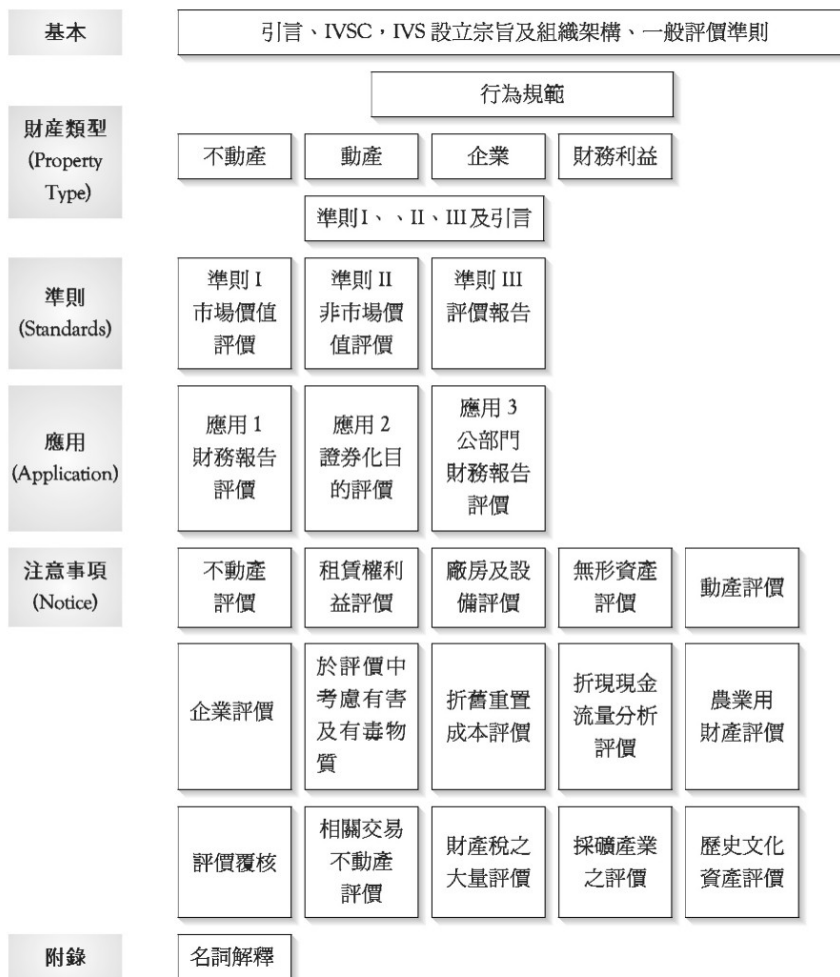 基本
引言、IVSC,IVS 設立宗旨及組織架構、一般評價準則
行為規範
財產類型
(Property
Type)
不動產
動產
企業
財務利益
準則 I、、II、III 及引言
準則
(Standards)
準則 I
市場價值
評價
準則 II
非市場價
值評價
準則 III
評價報告
應用
(Application)
應用 1
財務報告
評價
應用 2
證券化目
的評價
應用 3
公部門
財務報告
評價
注意事項
(Notice)
不動產
評價
租賃權利
益評價
廠房及設
備評價
無形資產
評價
動產評價
企業評價
於評價中
考慮有害
及有毒物
質
折舊重置
成本評價
折現現金
流量分析
評價
農業用
財產評價
評價覆核
相關交易
不動產
評價
財產稅之
大量評價
採礦產業
之評價
歷史文化
資產評價
附錄
名詞解釋